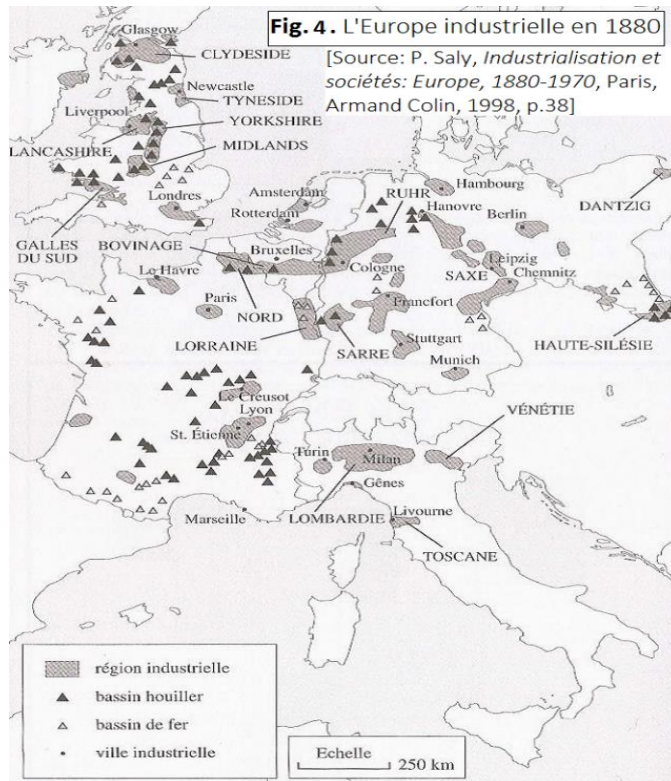 Fig. 4 . L'Europe industrielle en 1880
[Source: P. Saly, Industrialisation et
sociétés: Europe, 1880-1970, Paris,
Armand Colin, 1998, p.38]
Glasgow
CLYDESIDE
Newcastle
TYNESIDE
Liverpool
YORKSHIRE
LANCASHIRE
MIDLANDS
Londres
GALLES
DU SUD
Amsterdam
Rotterdam
RUHR
Hambourg
Hanovre
Berlin
DANTZIG
BOVINAGE
Bruxelles
Cologne
Leipzig
SAXE
Chemnitz
Le Havre
Paris
NORD
Francfort
LORRAINE
SARRE
HAUTE-SILÉSIE
Stuttgart
Munich
Le Creusot
Lyon
St. Étienne
VÉNÉTIE
Turin
Milan
Gênes
Marseille
LOMBARDIE
Livourne
TOSCANE
région industrielle
bassin houiller
bassin de fer
ville industrielle
Echelle
250 km